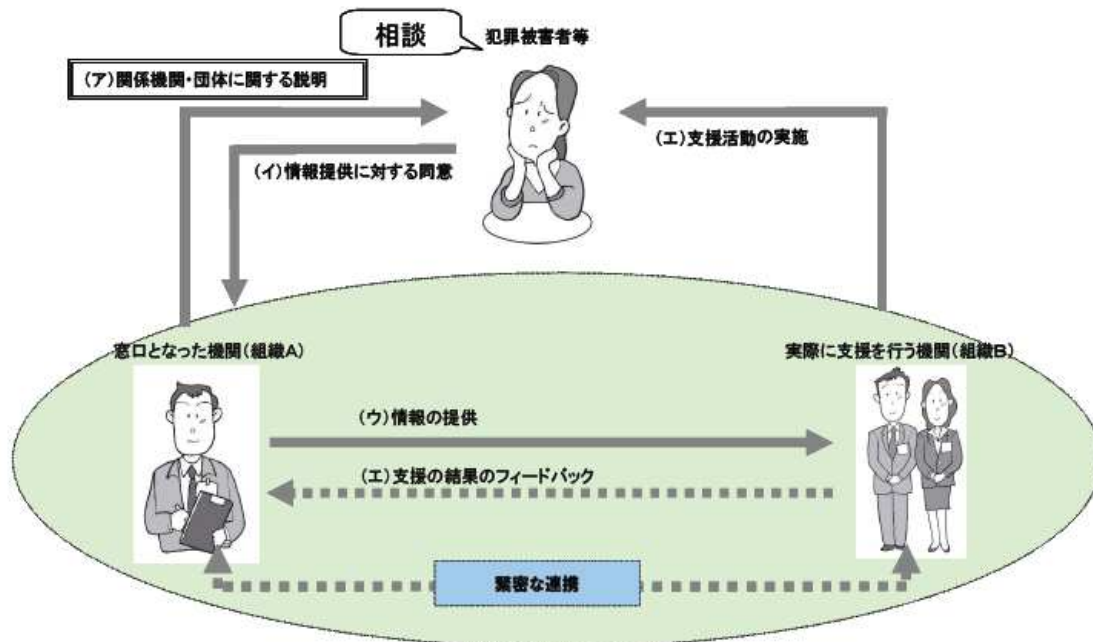 相談
犯罪被害者等
(ア)関係機関・団体に関する説明
(エ)支援活動の実施
(イ)情報提供に対する同意
窓口となった機関(組織A)
実際に支援を行う機関(組織B)
(ウ)情報の提供
(エ)支援の結果のフィードバック
緊密な連携